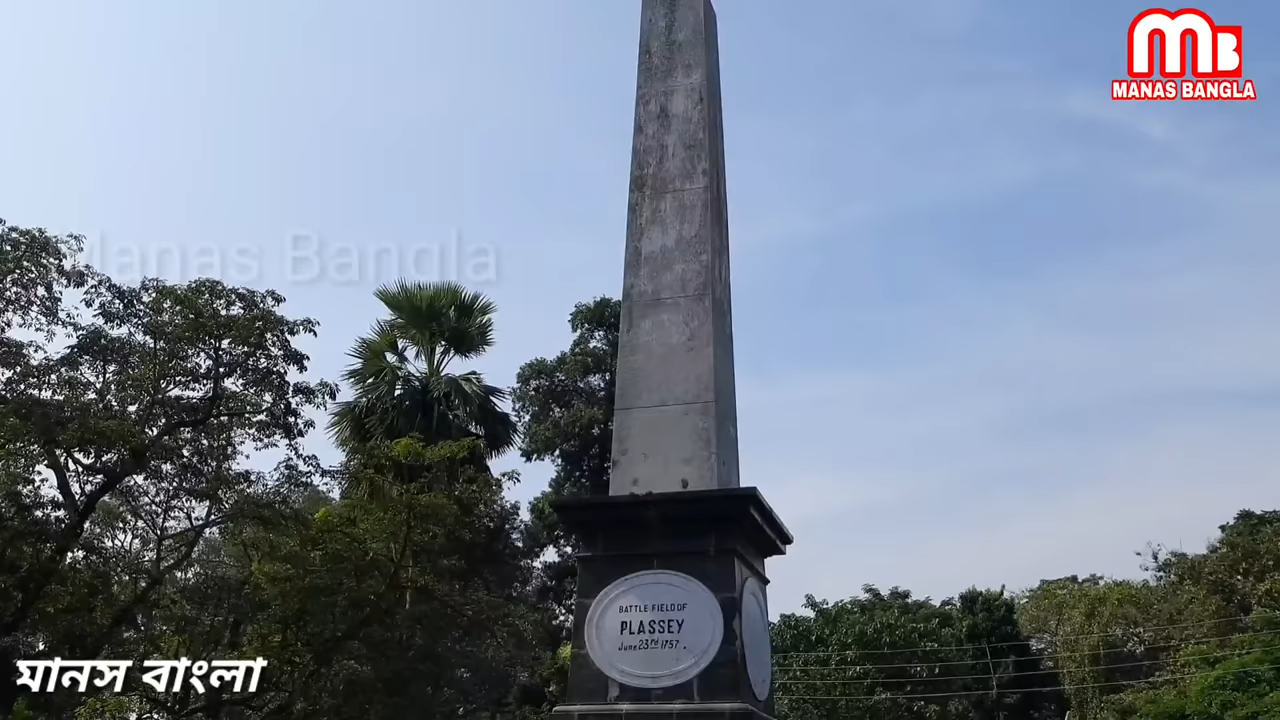 MB
MANAS BANGLA
Manas Bangla
BATTLE FIELD OF
PLASSEY
June 23rd 1757.
মানস বাংলা